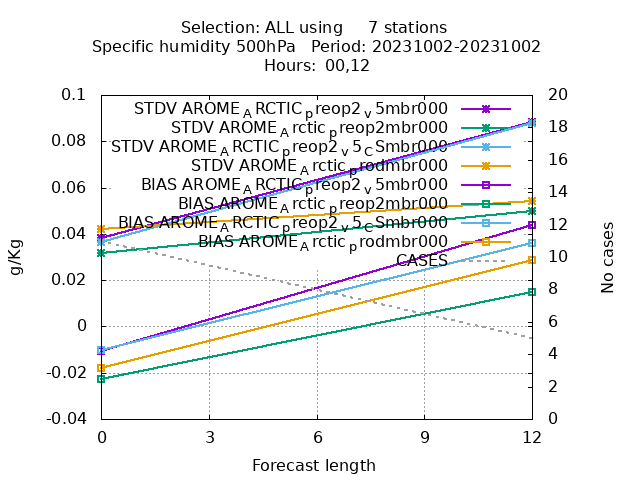 Selection: ALL using 7 stations
Specific humidity 500hPa Period: 20231002-20231002
Hours: 00,12
0.1
0.08
0.06
0.04
0.02
0
-0.02
-0.04
g/Kg
STDV AROME_ARCTIC_preop2_v5mbr000
STDV AROME_Arctic_preop2mbr000
STDV AROME_ARCTIC_preop2_v5_CSmbr000
STDV AROME_Arctic_prodmbr000
BIAS AROME_ARCTIC_preop2_v5mbr000
BIAS AROME_Arctic_preop2mbr000
BIAS AROME_ARCTIC_preop2_v5_CSmbr000
BIAS AROME_Arctic_prodmbr000
CASES
20
18
16
14
12
10
8
6
4
2
0
No cases
0 3 6 9 12
Forecast length